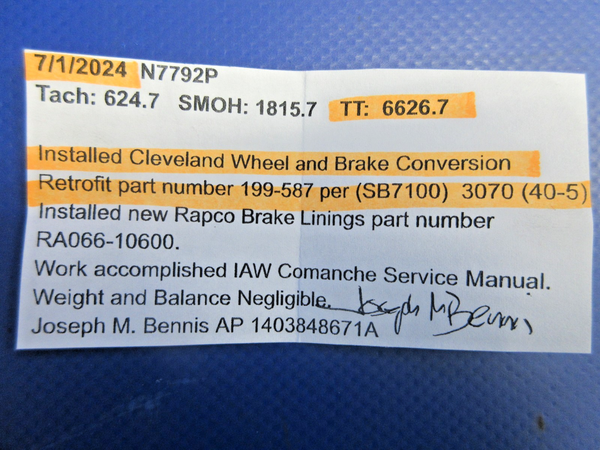 7/1/2024 N7792P
Tach: 624.7 SMOH: 1815.7 TT: 6626.7
Installed Cleveland Wheel and Brake Conversion
Retrofit part number 199-587 per (SB7100) 3070 (40-5)
Installed new Rapco Brake Linings part number
RA066-10600.
Work accomplished IAW Comanche Service Manual.
Weight and Balance Negligible. Joseph M Bennis
Joseph M. Bennis AP 1403848671A